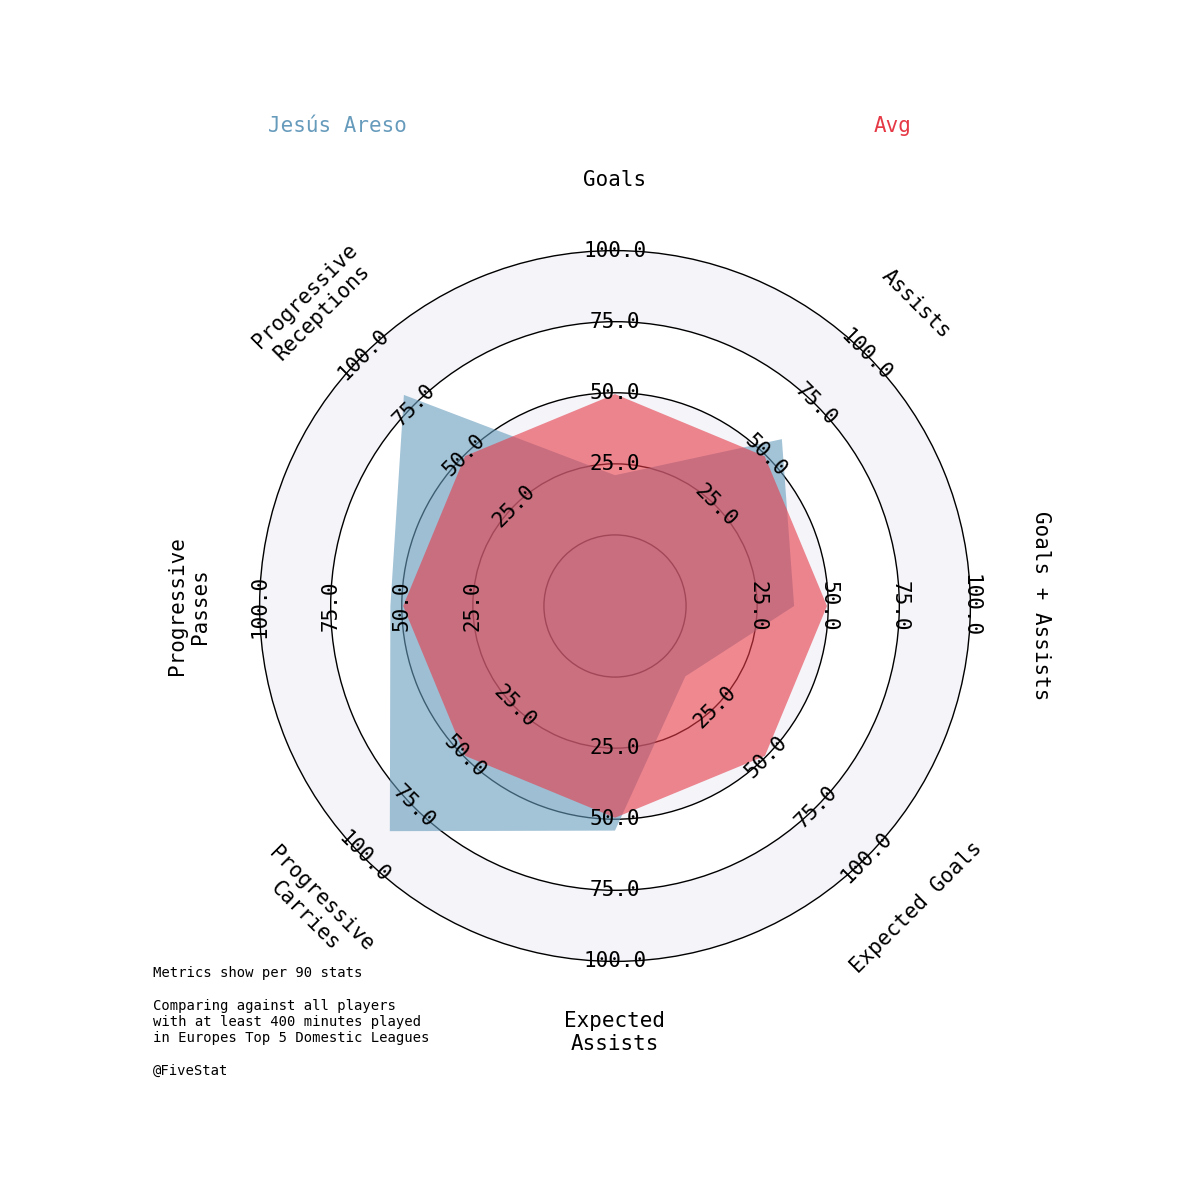 Jesús Areso
Avg
Goals
Progressive
Receptions
Assists
100.0
100.0
100.0
75.0
75.0
75.0
50.0
50.0
50.0
25.0
25.0
25.0
Progressive
Passes
100.0
75.0
50.0
25.0
25.0
50.0
75.0
100.0
Goals + Assists
25.0
25.0
25.0
50.0
50.0
50.0
75.0
75.0
75.0
100.0
100.0
100.0
Progressive
Carries
Expected Goals
Expected
Assists
Metrics show per 90 stats
Comparing against all players
with at least 400 minutes played
in Europes Top 5 Domestic Leagues
@FiveStat